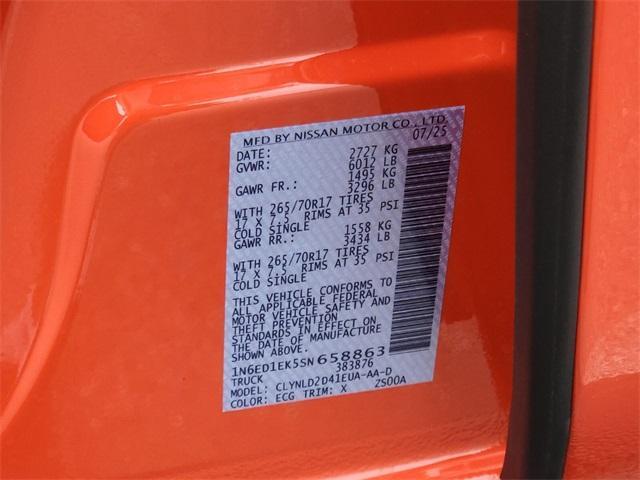 MFD BY NISSAN MOTOR CO., LTD.
DATE: 07/25
GVWR: 2727 KG
6012 LB
GAWR FR.: 1495 KG
3296 LB
WITH 265/70R17 TIRES
17 X 7.5 RIMS AT 35 PSI
COLD SINGLE
GAWR RR.: 1558 KG
3434 LB
WITH 265/70R17 TIRES
17 X 7.5 RIMS AT 35 PSI
COLD SINGLE
THIS VEHICLE CONFORMS TO
ALL APPLICABLE FEDERAL
MOTOR VEHICLE SAFETY AND
THEFT PREVENTION
STANDARDS IN EFFECT ON
THE DATE OF MANUFACTURE
SHOWN ABOVE.
1N6ED1EK5SN658863
TRUCK 383876
MODEL: CLYNLD2D41EUA-AA-D
COLOR: ECG TRIM: X ZS00A